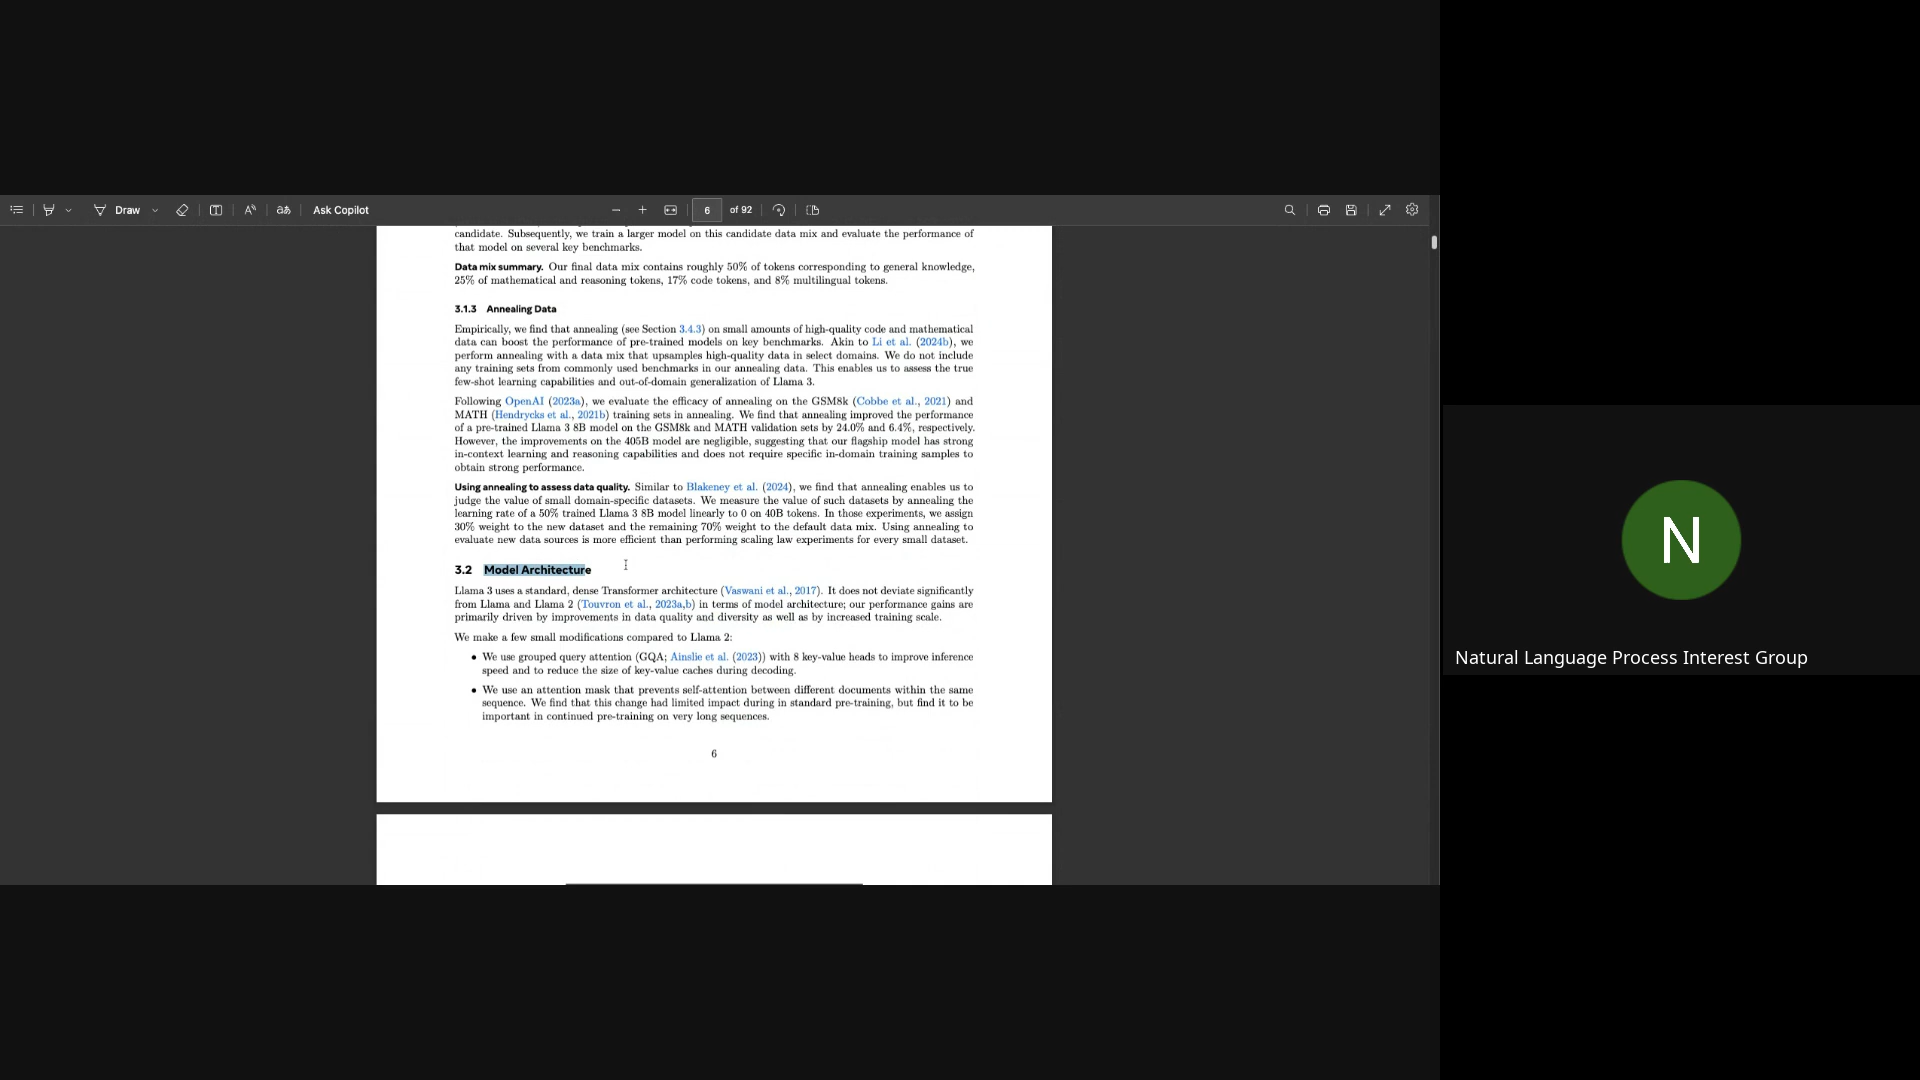 Draw
Ask Copilot
6 of 92
aあ
candidate. Subsequently, we train a larger model on this candidate data mix and evaluate the performance of
that model on several key benchmarks.
Data mix summary. Our final data mix contains roughly 50% of tokens corresponding to general knowledge,
25% of mathematical and reasoning tokens, 17% code tokens, and 8% multilingual tokens.
3.1.3 Annealing Data
Empirically, we find that annealing (see Section 3.4.3) on small amounts of high-quality code and mathematical
data can boost the performance of pre-trained models on key benchmarks. Akin to Li et al. (2024b), we
perform annealing with a data mix that upsamples high-quality data in select domains. We do not include
any training sets from commonly used benchmarks in our annealing data. This enables us to assess the true
few-shot learning capabilities and out-of-domain generalization of Llama 3.
Following OpenAI (2023a), we evaluate the efficacy of annealing on the GSM8k (Cobbe et al., 2021) and
MATH (Hendrycks et al., 2021b) training sets in annealing. We find that annealing improved the performance
of a pre-trained Llama 3 8B model on the GSM8k and MATH validation sets by 24.0% and 6.4%, respectively.
However, the improvements on the 405B model are negligible, suggesting that our flagship model has strong
in-context learning and reasoning capabilities and does not require specific in-domain training samples to
obtain strong performance.
Using annealing to assess data quality. Similar to Blakeney et al. (2024), we find that annealing enables us to
judge the value of small domain-specific datasets. We measure the value of such datasets by annealing the
learning rate of a 50% trained Llama 3 8B model linearly to 0 on 40B tokens. In those experiments, we assign
30% weight to the new dataset and the remaining 70% weight to the default data mix. Using annealing to
evaluate new data sources is more efficient than performing scaling law experiments for every small dataset.
3.2 Model Architecture
Llama 3 uses a standard, dense Transformer architecture (Vaswani et al., 2017). It does not deviate significantly
from Llama and Llama 2 (Touvron et al., 2023a,b) in terms of model architecture; our performance gains are
primarily driven by improvements in data quality and diversity as well as by increased training scale.
We make a few small modifications compared to Llama 2:
• We use grouped query attention (GQA; Ainslie et al. (2023)) with 8 key-value heads to improve inference
speed and to reduce the size of key-value caches during decoding.
• We use an attention mask that prevents self-attention between different documents within the same
sequence. We find that this change had limited impact during in standard pre-training, but find it to be
important in continued pre-training on very long sequences.
6
N
Natural Language Process Interest Group